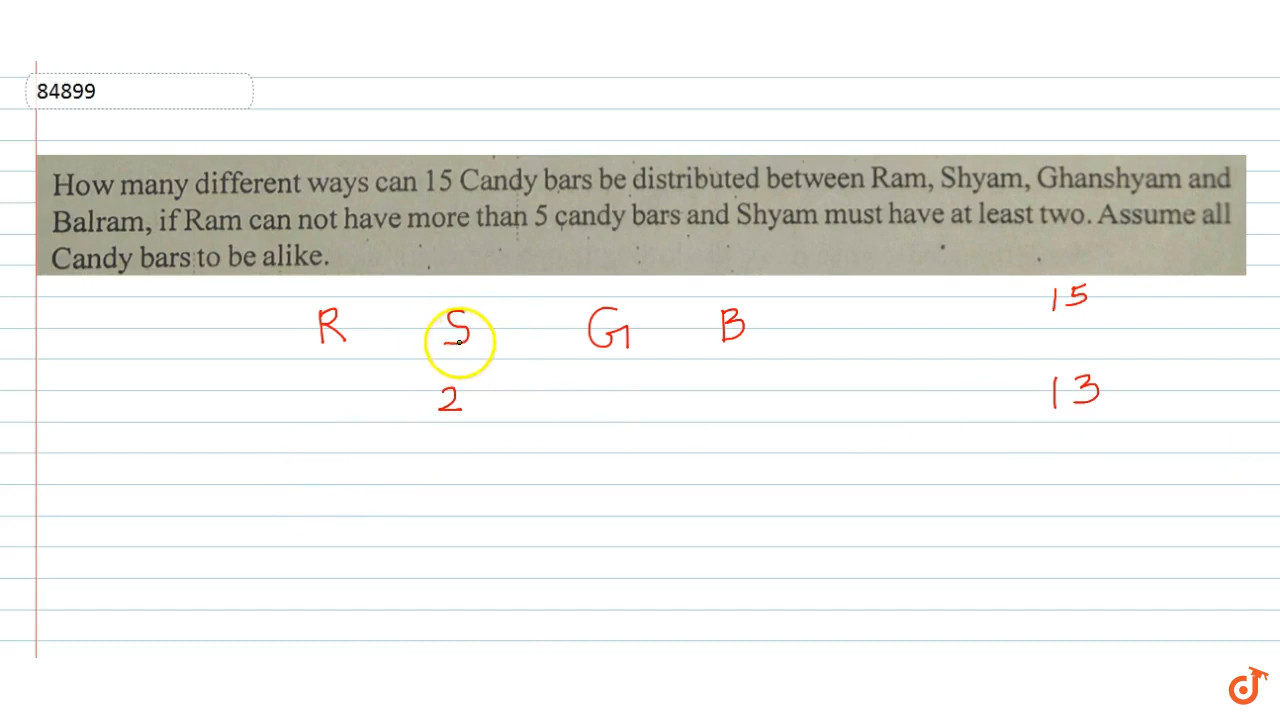 84899
How many different ways can 15 Candy bars be distributed between Ram, Shyam, Ghanshyam and
Balram, if Ram can not have more than 5 candy bars and Shyam must have at least two. Assume all
Candy bars to be alike.
15
R S G B
2 13